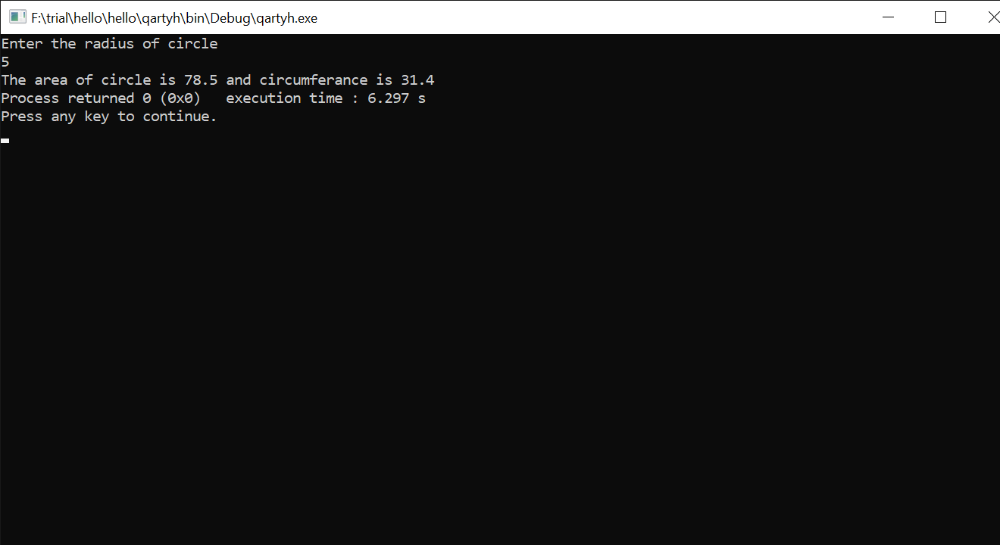 F:\trial\hello\hello\qartyh\bin\Debug\qartyh.exe
Enter the radius of circle
5
The area of circle is 78.5 and circumferance is 31.4
Process returned 0 (0x0)   execution time : 6.297 s
Press any key to continue.